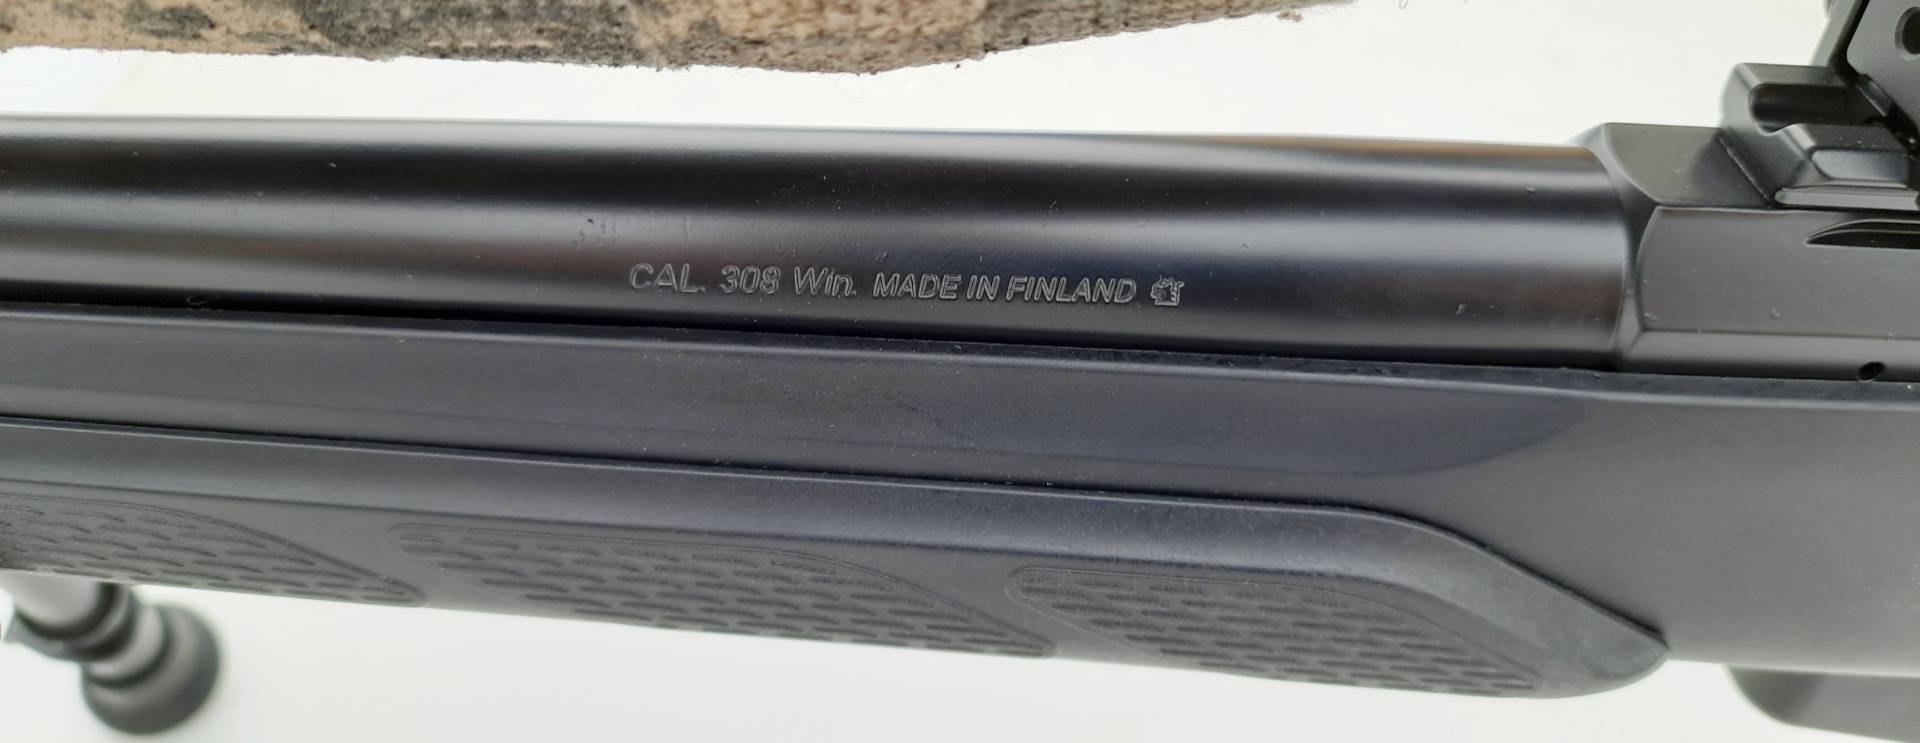 CAL. 308 Win. MADE IN FINLAND